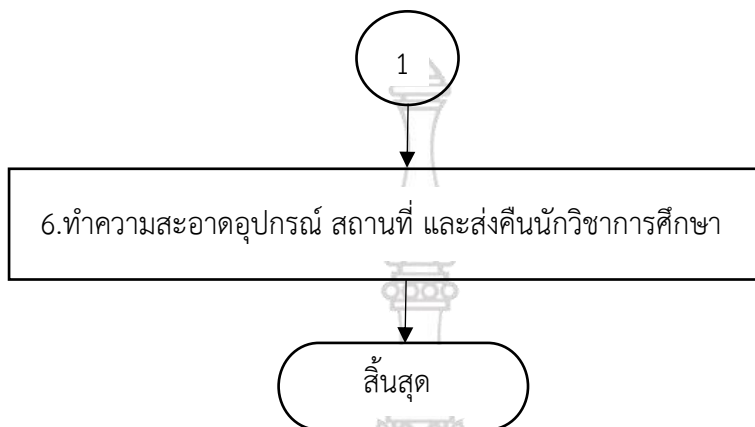 1
6.ทำความสะอาดอุปกรณ์ สถานที่ และส่งคืนนักวิชาการศึกษา
สิ้นสุด